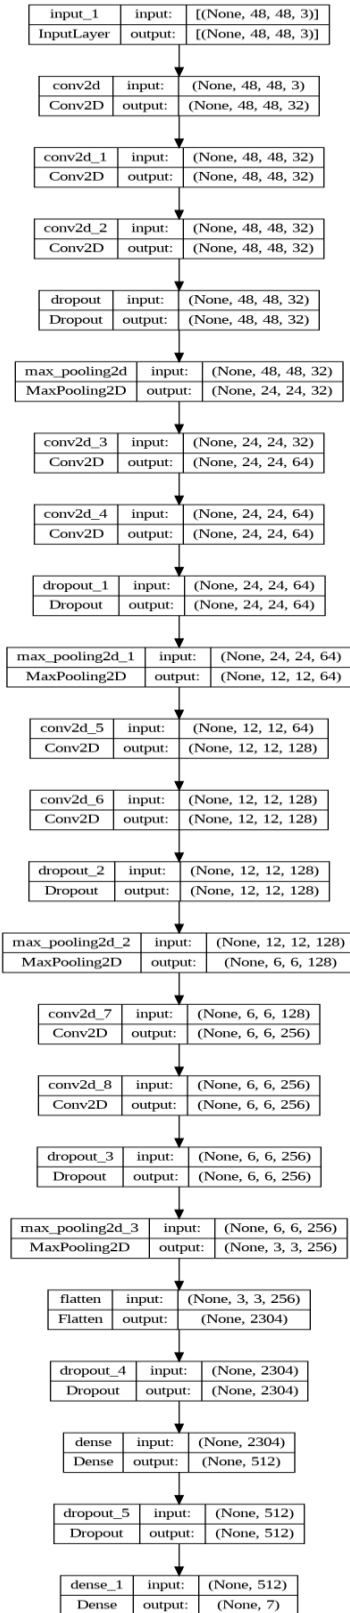 input_1 input: [(None, 48, 48, 3)]
InputLayer output: [(None, 48, 48, 3)]
conv2d input: (None, 48, 48, 3)
Conv2D output: (None, 48, 48, 32)
conv2d_1 input: (None, 48, 48, 32)
Conv2D output: (None, 48, 48, 32)
conv2d_2 input: (None, 48, 48, 32)
Conv2D output: (None, 48, 48, 32)
dropout input: (None, 48, 48, 32)
Dropout output: (None, 48, 48, 32)
max_pooling2d input: (None, 48, 48, 32)
MaxPooling2D output: (None, 24, 24, 32)
conv2d_3 input: (None, 24, 24, 32)
Conv2D output: (None, 24, 24, 64)
conv2d_4 input: (None, 24, 24, 64)
Conv2D output: (None, 24, 24, 64)
dropout_1 input: (None, 24, 24, 64)
Dropout output: (None, 24, 24, 64)
max_pooling2d_1 input: (None, 24, 24, 64)
MaxPooling2D output: (None, 12, 12, 64)
conv2d_5 input: (None, 12, 12, 64)
Conv2D output: (None, 12, 12, 128)
conv2d_6 input: (None, 12, 12, 128)
Conv2D output: (None, 12, 12, 128)
dropout_2 input: (None, 12, 12, 128)
Dropout output: (None, 12, 12, 128)
max_pooling2d_2 input: (None, 12, 12, 128)
MaxPooling2D output: (None, 6, 6, 128)
conv2d_7 input: (None, 6, 6, 128)
Conv2D output: (None, 6, 6, 256)
conv2d_8 input: (None, 6, 6, 256)
Conv2D output: (None, 6, 6, 256)
dropout_3 input: (None, 6, 6, 256)
Dropout output: (None, 6, 6, 256)
max_pooling2d_3 input: (None, 6, 6, 256)
MaxPooling2D output: (None, 3, 3, 256)
flatten input: (None, 3, 3, 256)
Flatten output: (None, 2304)
dropout_4 input: (None, 2304)
Dropout output: (None, 2304)
dense input: (None, 2304)
Dense output: (None, 512)
dropout_5 input: (None, 512)
Dropout output: (None, 512)
dense_1 input: (None, 512)
Dense output: (None, 7)